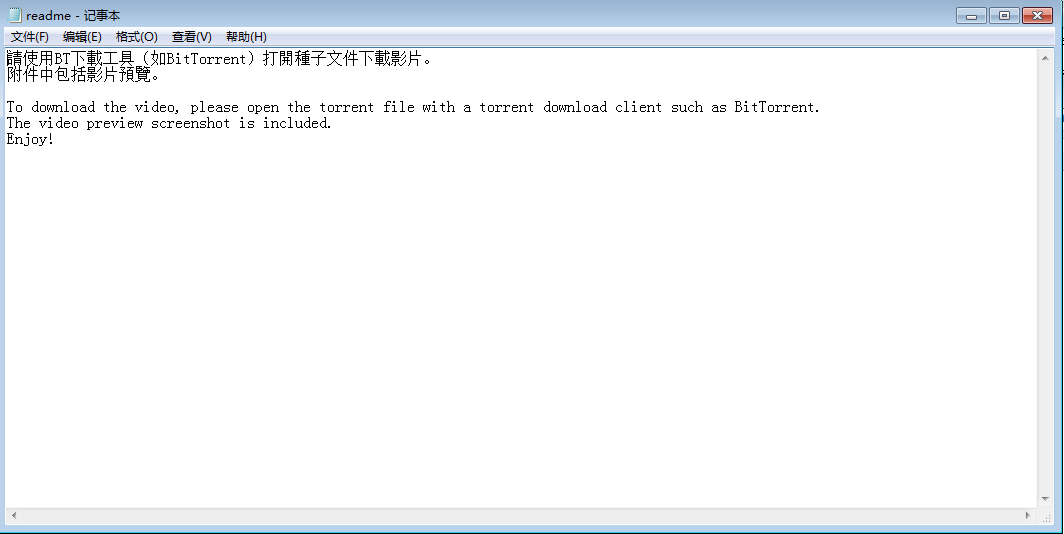 readme - 记事本
文件(F) 编辑(E) 格式(O) 查看(V) 帮助(H)
請使用BT下載工具（如BitTorrent）打開種子文件下載影片。
附件中包括影片預覽。
To download the video, please open the torrent file with a torrent download client such as BitTorrent.
The video preview screenshot is included.
Enjoy!